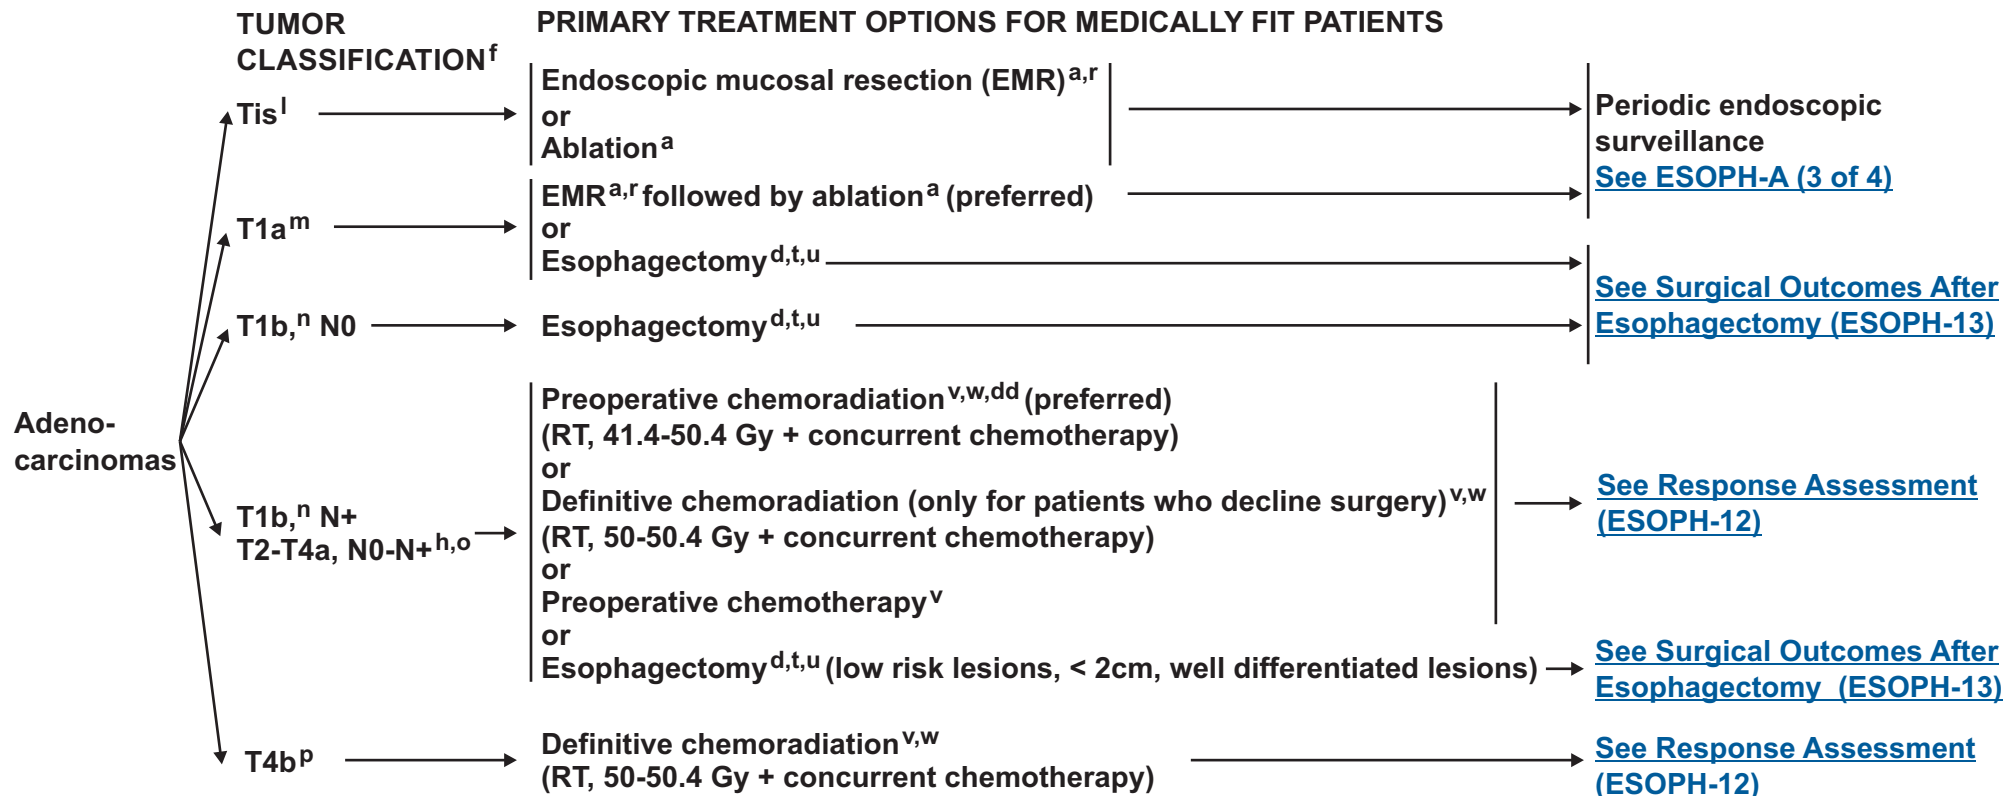 TUMOR
CLASSIFICATIONf
PRIMARY TREATMENT OPTIONS FOR MEDICALLY FIT PATIENTS
Adeno-
carcinomas
Tisl
Endoscopic mucosal resection (EMR)a,r
or
Ablationa
Periodic endoscopic
surveillance
See ESOPH-A (3 of 4)
T1am
EMRa,r followed by ablationa (preferred)
or
Esophagectomyd,t,u
T1b,n N0
Esophagectomyd,t,u
See Surgical Outcomes After
Esophagectomy (ESOPH-13)
T1b,n N+
T2-T4a, N0-N+h,o
Preoperative chemoradiationv,w,dd (preferred)
(RT, 41.4-50.4 Gy + concurrent chemotherapy)
or
Definitive chemoradiation (only for patients who decline surgery)v,w
(RT, 50-50.4 Gy + concurrent chemotherapy)
or
Preoperative chemotherapyv
or
Esophagectomyd,t,u (low risk lesions, < 2cm, well differentiated lesions)
See Response Assessment
(ESOPH-12)
See Surgical Outcomes After
Esophagectomy (ESOPH-13)
T4bp
Definitive chemoradiationv,w
(RT, 50-50.4 Gy + concurrent chemotherapy)
See Response Assessment
(ESOPH-12)